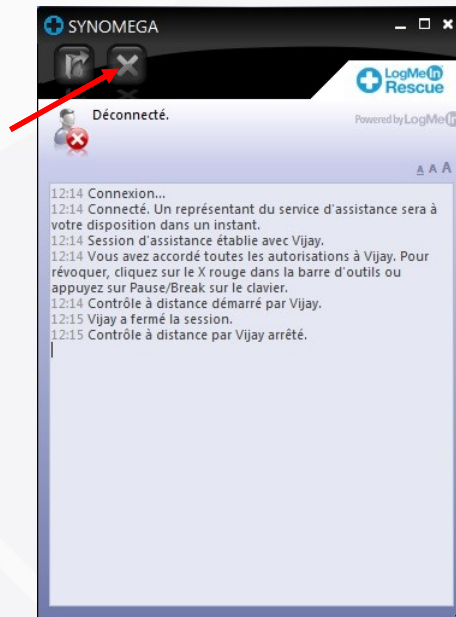 SYNOMEGA
LogMeIn
Rescue
Déconnecté.
Powered by LogMeIn
A A A
12:14 Connexion...
12:14 Connecté. Un représentant du service d'assistance sera à
votre disposition dans un instant.
12:14 Session d'assistance établie avec Vijay.
12:14 Vous avez accordé toutes les autorisations à Vijay. Pour
révoquer, cliquez sur le X rouge dans la barre d'outils ou
appuyez sur Pause/Break sur le clavier.
12:14 Contrôle à distance démarré par Vijay.
12:15 Vijay a fermé la session.
12:15 Contrôle à distance par Vijay arrêté.